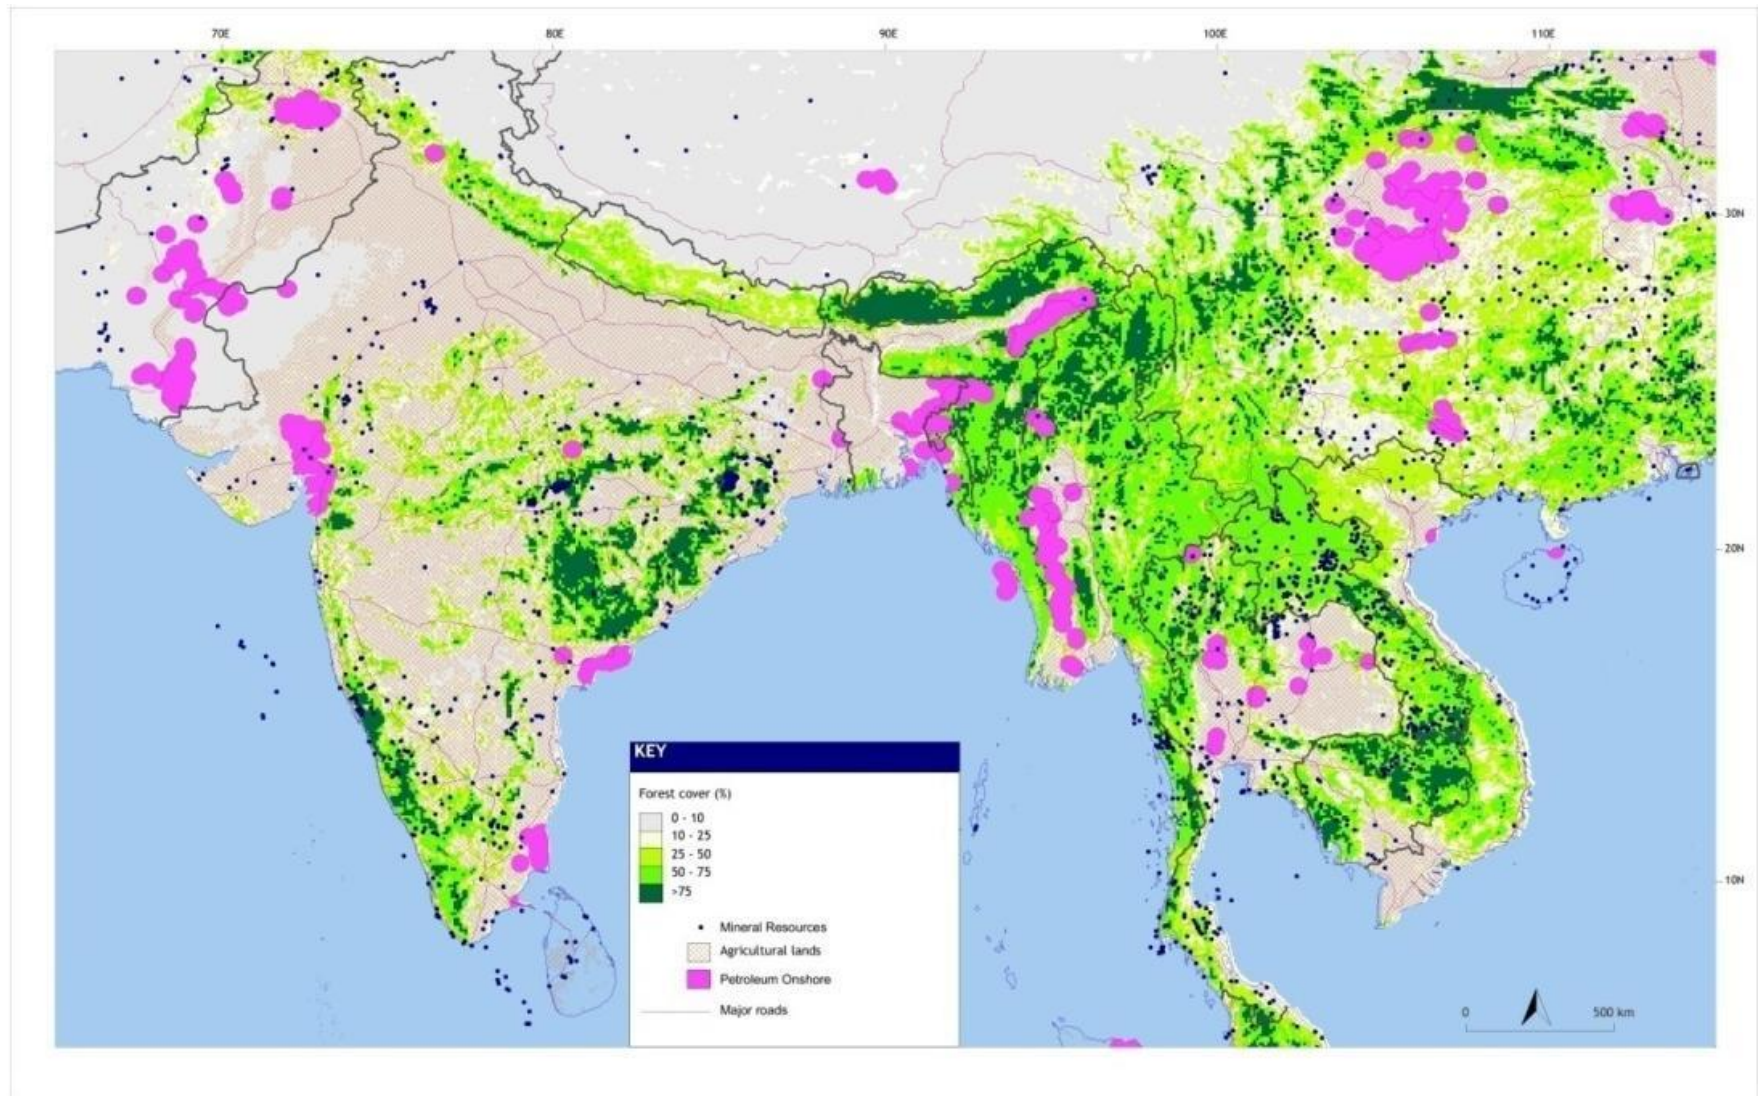 70E
80E
90E
100E
110E
30N
20N
10N
KEY
Forest cover (%)
0 - 10
10 - 25
25 - 50
50 - 75
>75
Mineral Resources
Agricultural lands
Petroleum Onshore
Major roads
0 500 km